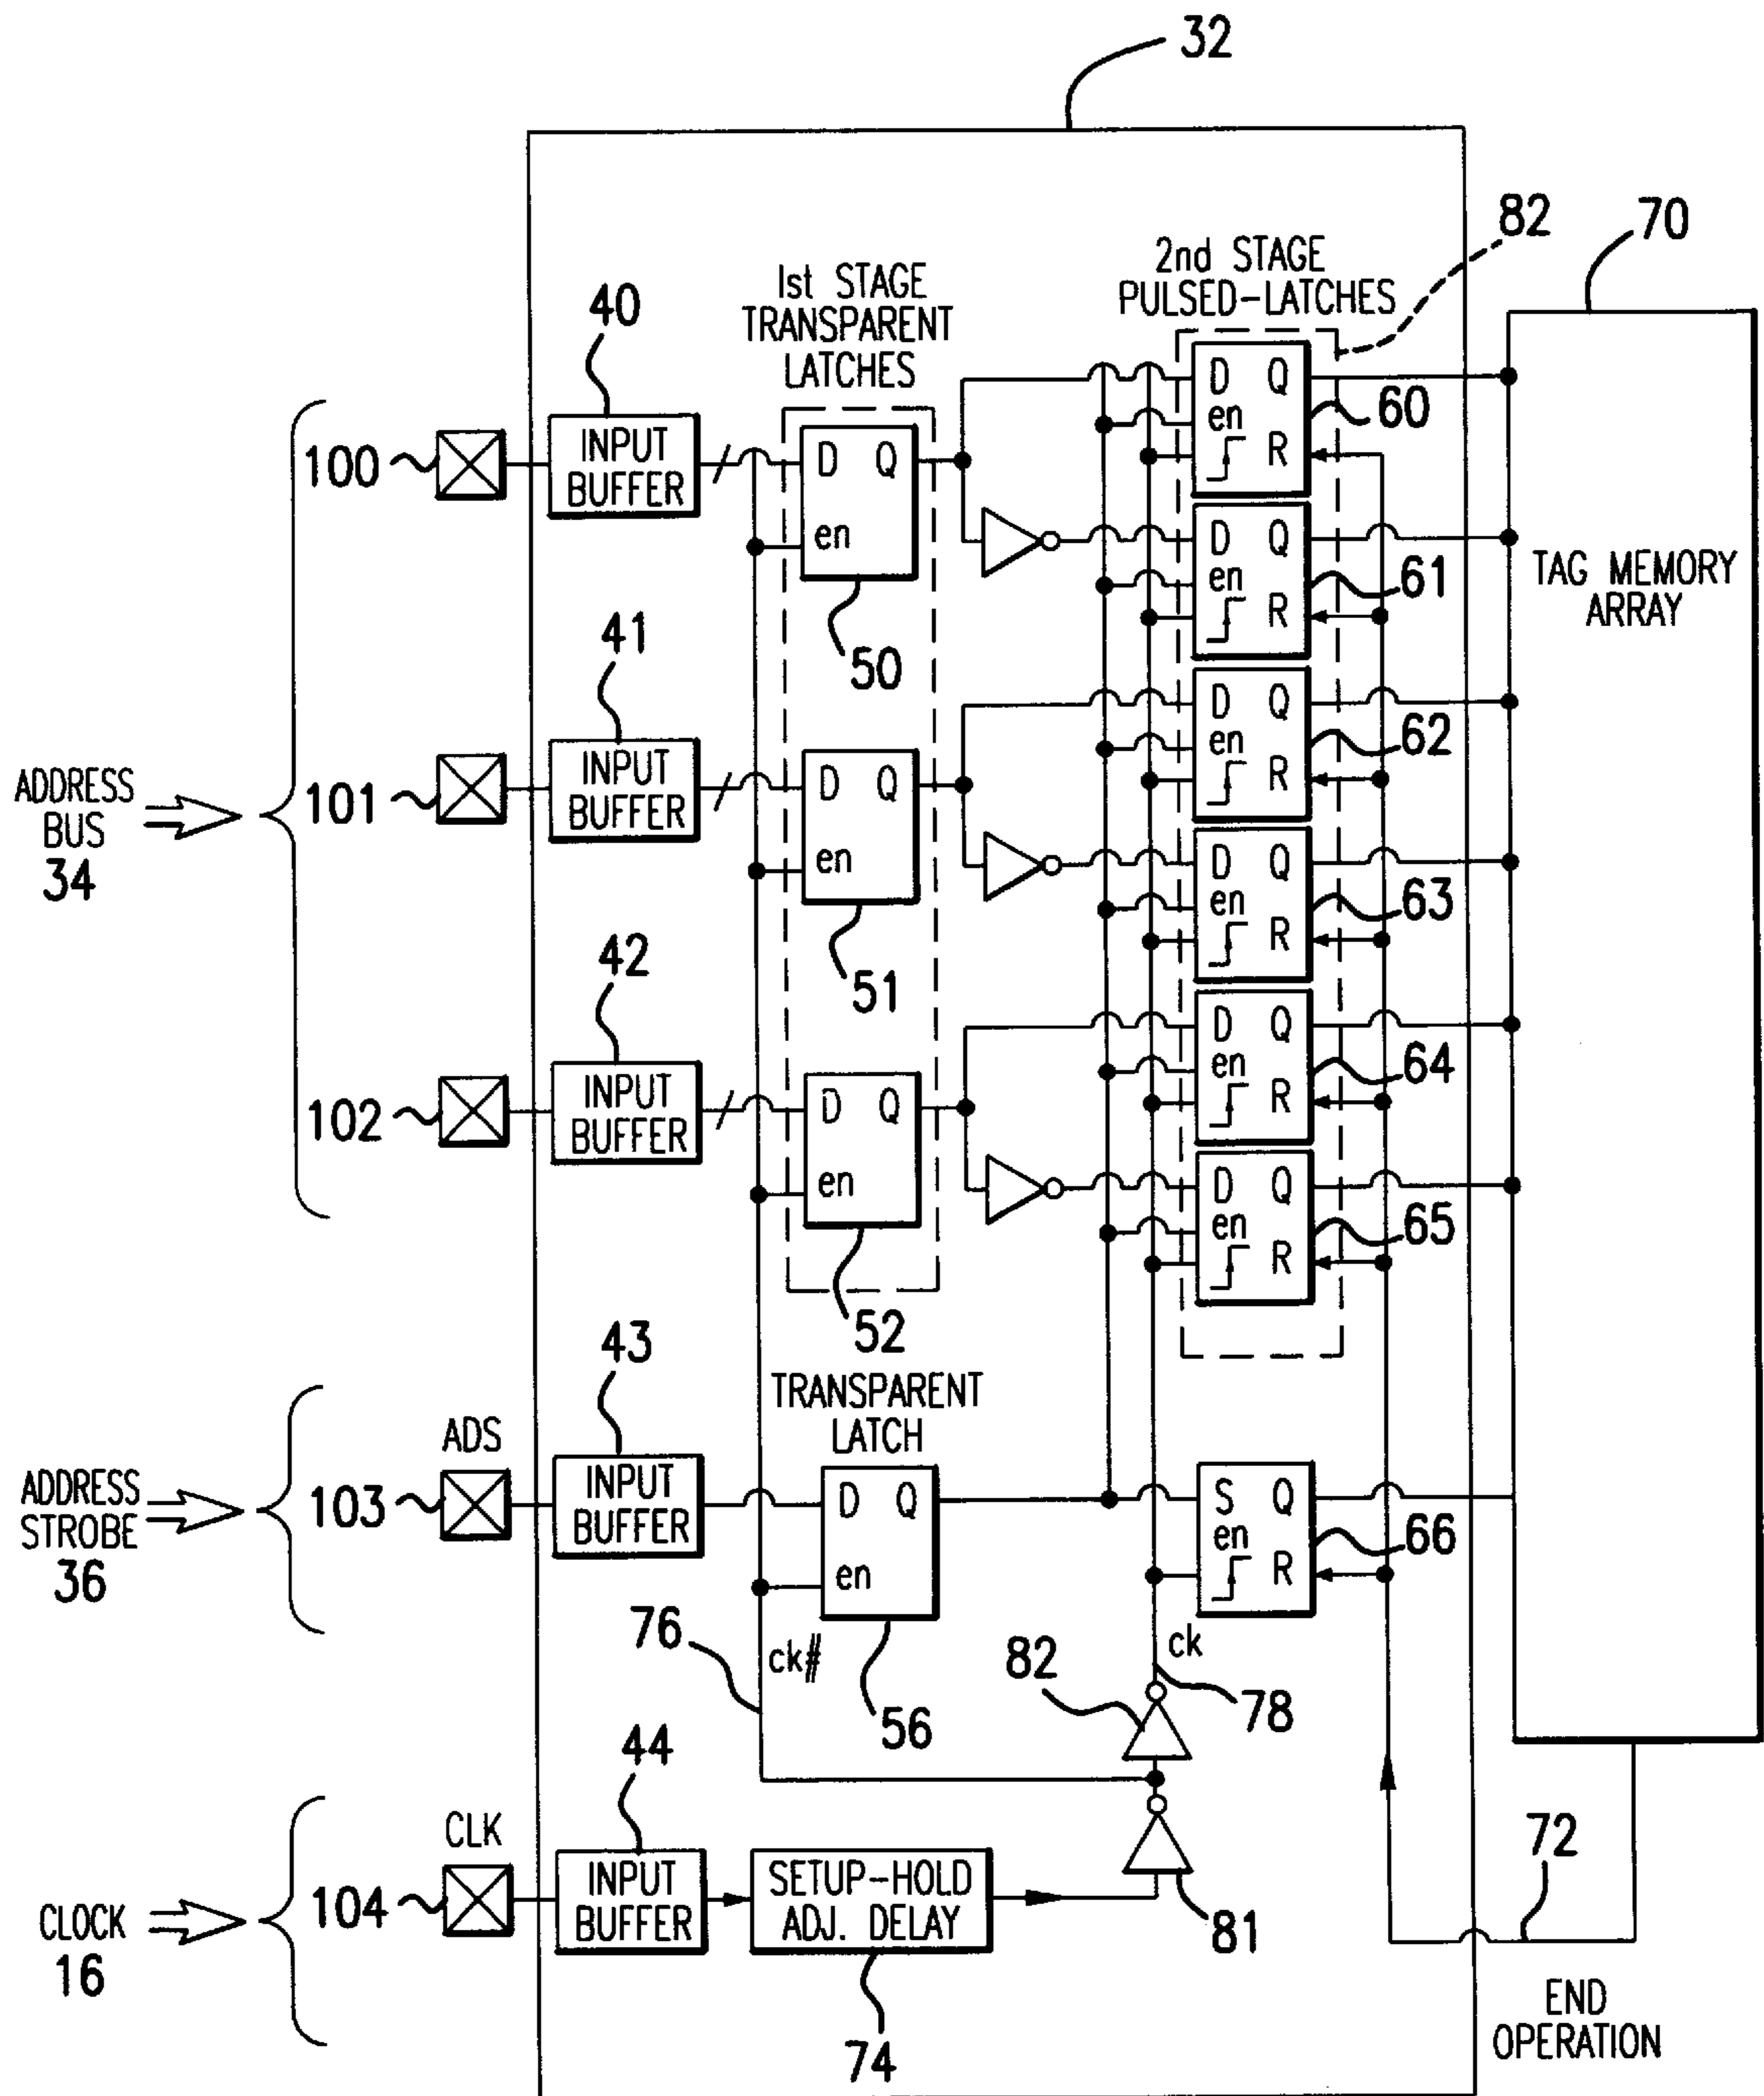 32
82
70
1st STAGE
TRANSPARENT
LATCHES
2nd STAGE
PULSED-LATCHES
40
INPUT
BUFFER
100
D Q
en
50
D Q
en
R
60
D Q
en
R
61
TAG MEMORY
ARRAY
41
INPUT
BUFFER
101
D Q
en
51
D Q
en
R
62
D Q
en
R
63
ADDRESS
BUS
34
42
INPUT
BUFFER
102
D Q
en
52
D Q
en
R
64
D Q
en
R
65
43
TRANSPARENT
LATCH
ADS
INPUT
BUFFER
103
D Q
en
56
S Q
en
R
66
ADDRESS
STROBE
36
76
ck#
ck
82
78
44
CLK
INPUT
BUFFER
104
SETUP-HOLD
ADJ. DELAY
74
81
72
CLOCK
16
END
OPERATION